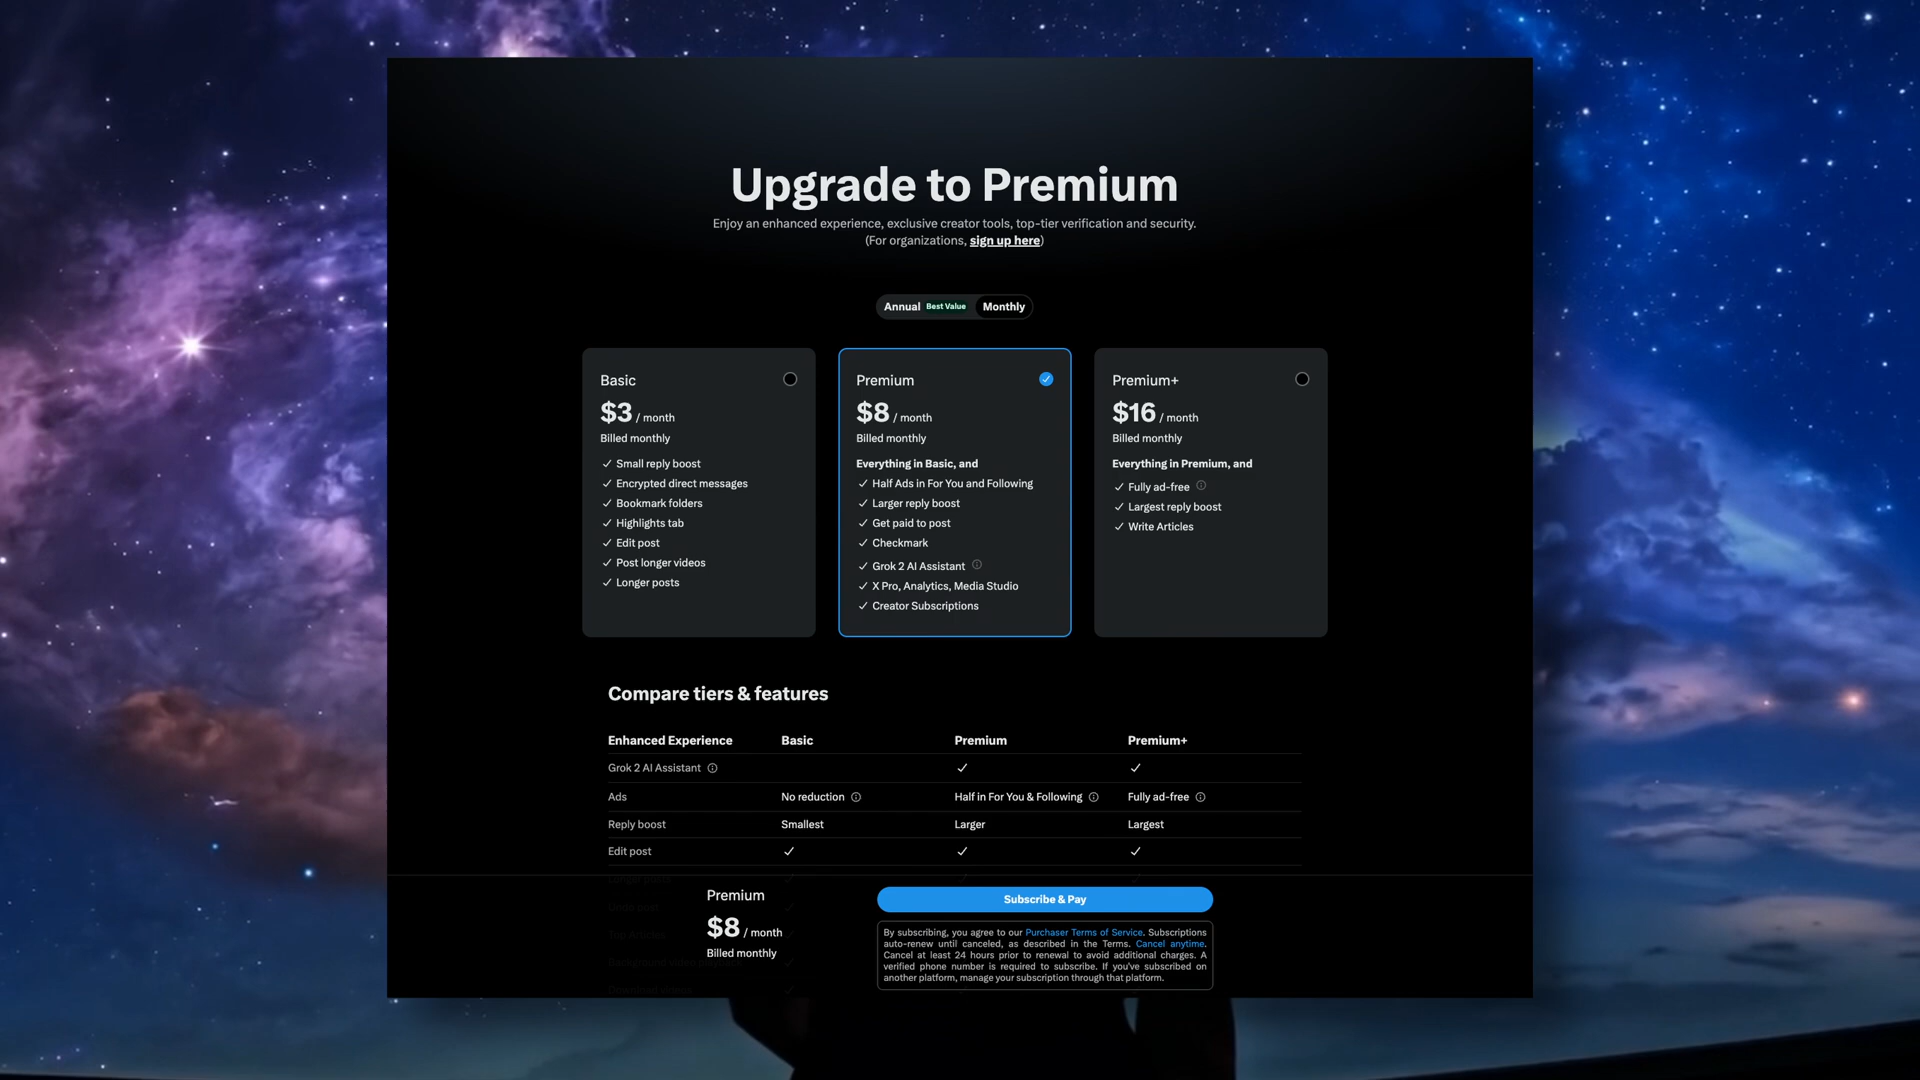 Upgrade to Premium
Enjoy an enhanced experience, exclusive creator tools, top-tier verification and security.
(For organizations, sign up here)
Annual Best Value Monthly
Basic
$3 / month
Billed monthly
Small reply boost
Encrypted direct messages
Bookmark folders
Highlights tab
Edit post
Post longer videos
Longer posts
Premium
$8 / month
Billed monthly
Everything in Basic, and
Half Ads in For You and Following
Larger reply boost
Get paid to post
Checkmark
Grok 2 AI Assistant
X Pro, Analytics, Media Studio
Creator Subscriptions
Premium+
$16 / month
Billed monthly
Everything in Premium, and
Fully ad-free
Largest reply boost
Write Articles
Compare tiers & features
Enhanced Experience Basic Premium Premium+
Grok 2 AI Assistant
Ads No reduction Half in For You & Following Fully ad-free
Reply boost Smallest Larger Largest
Edit post
Premium
$8 / month
Billed monthly
Subscribe & Pay
By subscribing, you agree to our Purchaser Terms of Service. Subscriptions
auto-renew until canceled, as described in the Terms. Cancel anytime.
Cancel at least 24 hours prior to renewal to avoid additional charges. A
verified phone number is required to subscribe. If you've subscribed on
another platform, manage your subscription through that platform.